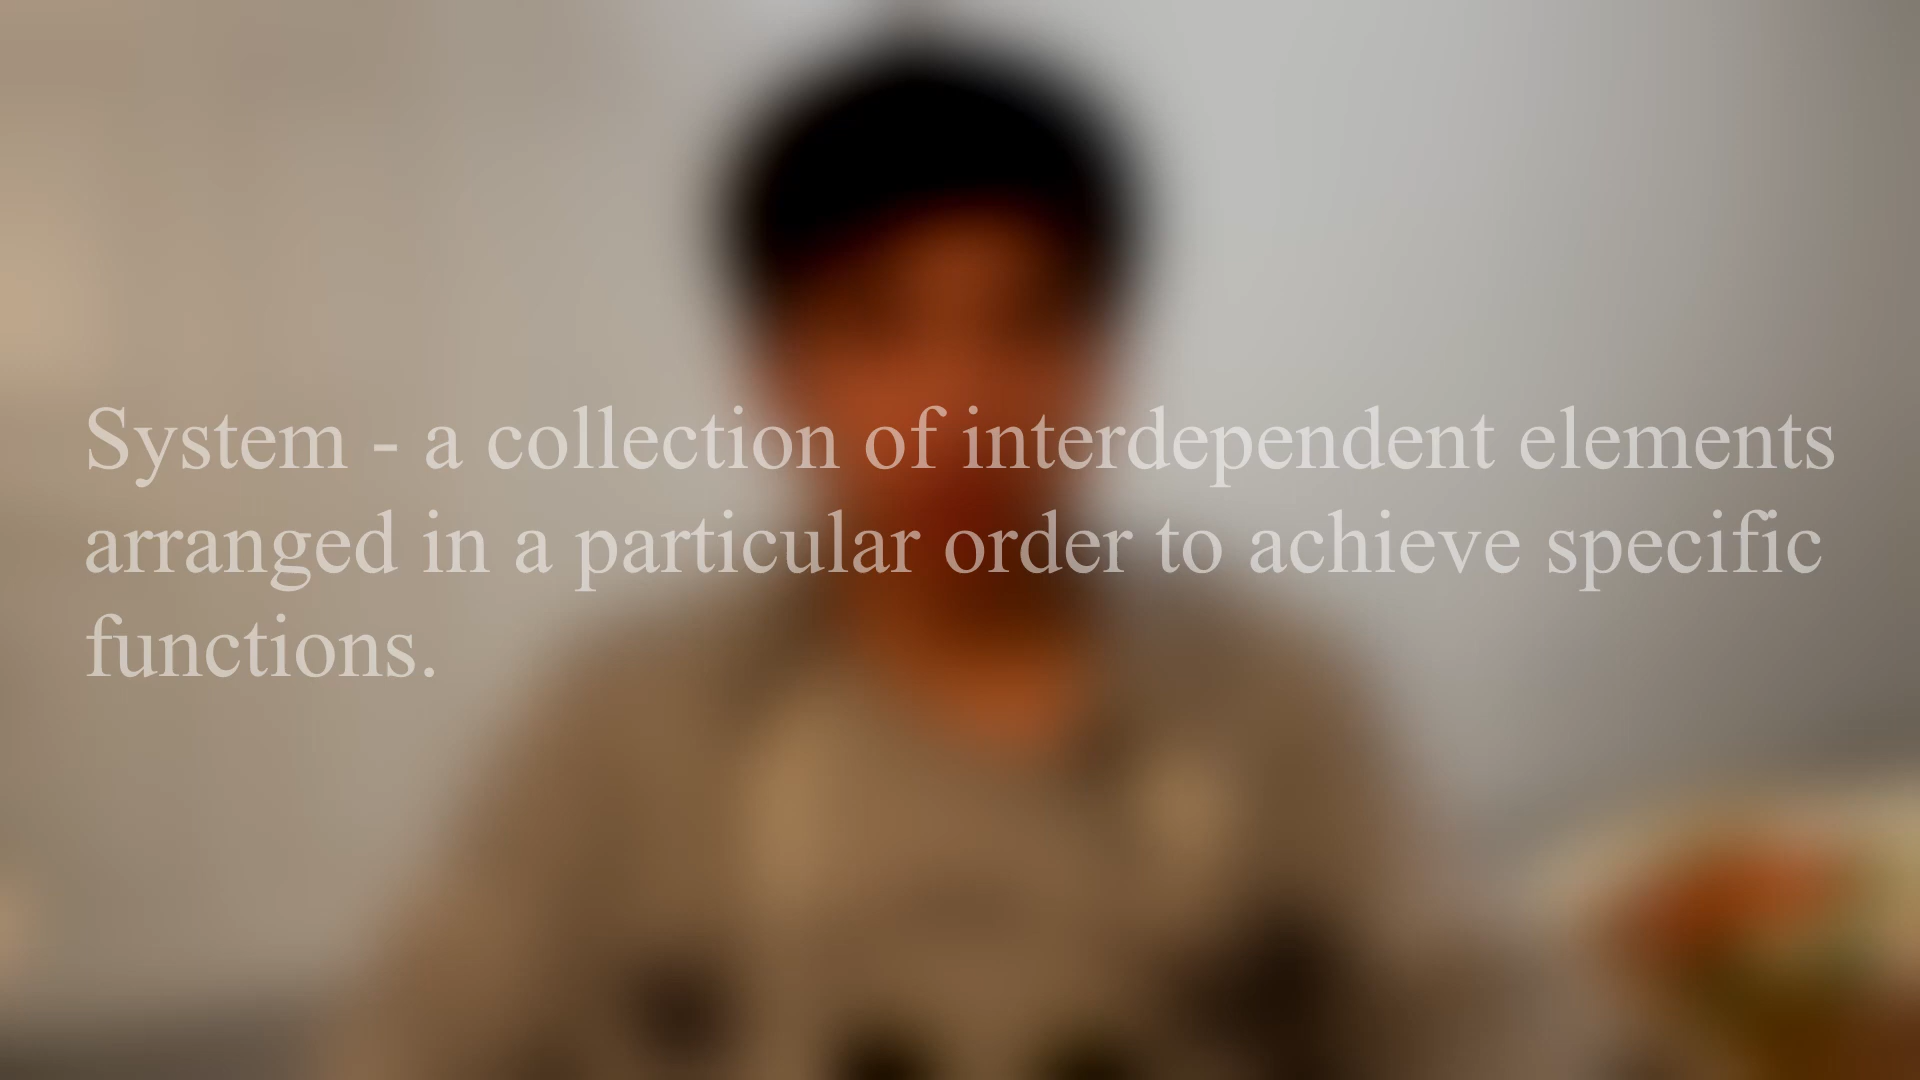 System - a collection of interdependent elements
arranged in a particular order to achieve specific
functions.